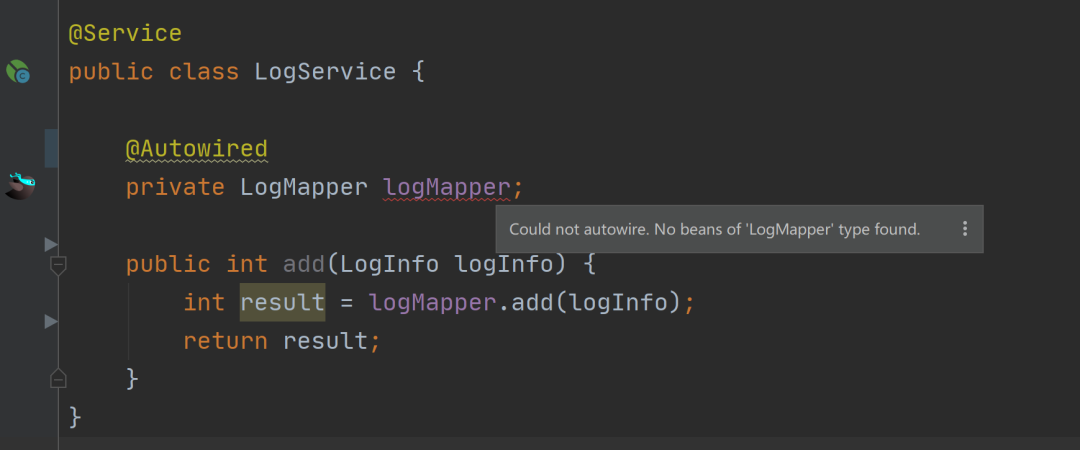 @Service
public class LogService {
@Autowired
private LogMapper logMapper;
Could not autowire. No beans of 'LogMapper' type found.
public int add(LogInfo logInfo) {
int result = logMapper.add(logInfo);
return result;
}
}